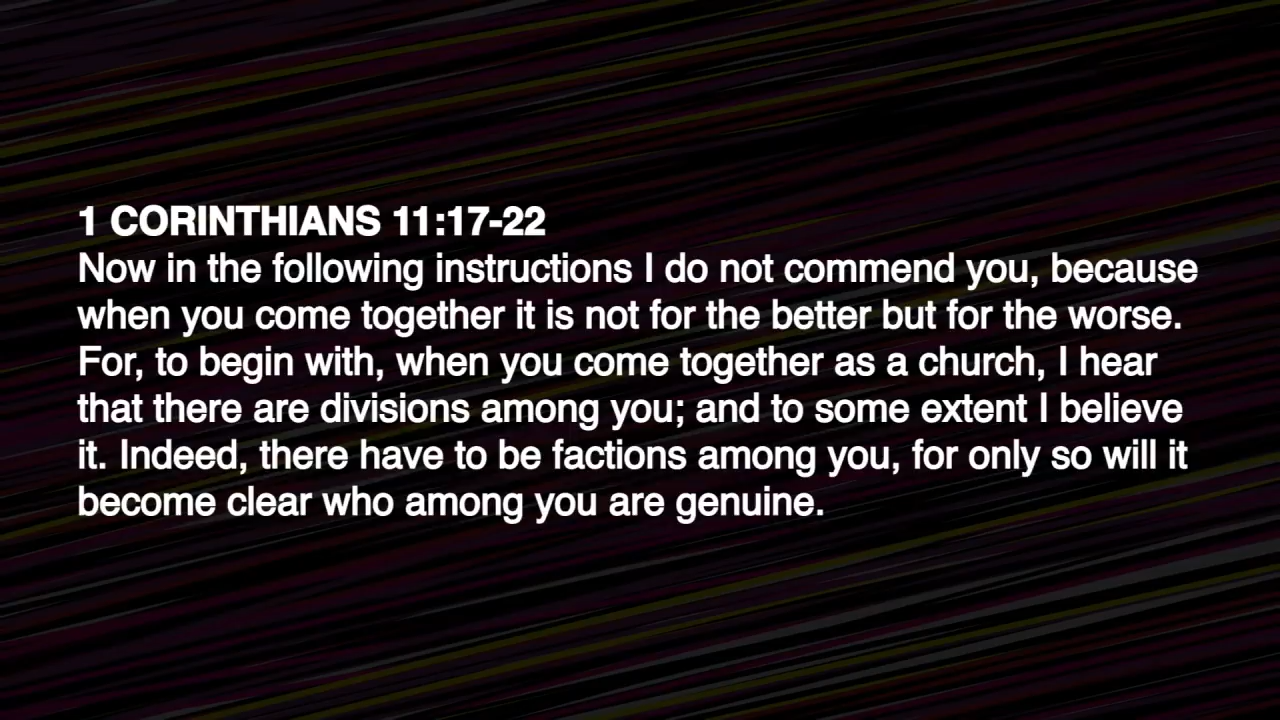 1 CORINTHIANS 11:17-22
Now in the following instructions I do not commend you, because
when you come together it is not for the better but for the worse.
For, to begin with, when you come together as a church, I hear
that there are divisions among you; and to some extent I believe
it. Indeed, there have to be factions among you, for only so will it
become clear who among you are genuine.